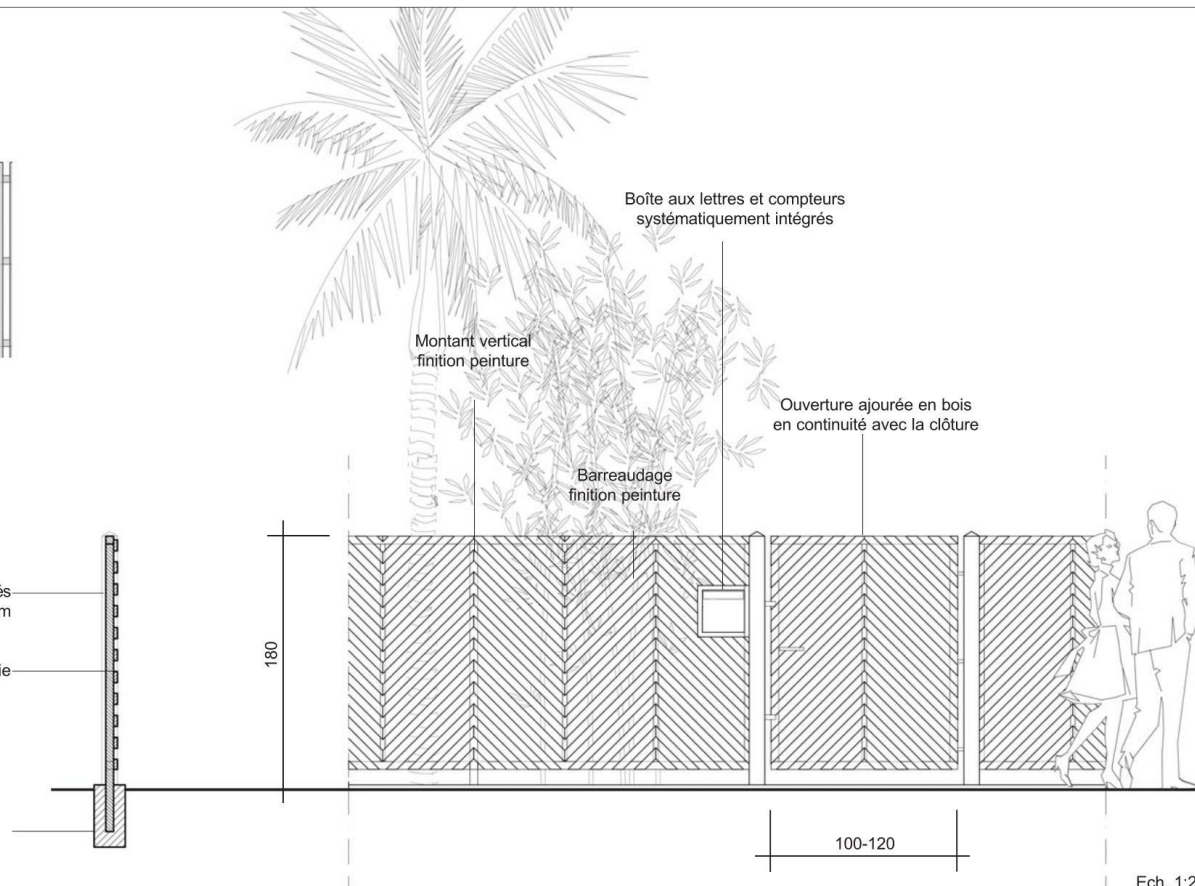 Boîte aux lettres et compteurs
systématiquement intégrés
Montant vertical
finition peinture
Ouverture ajourée en bois
en continuité avec la clôture
Barreaudage
finition peinture
180
100-120